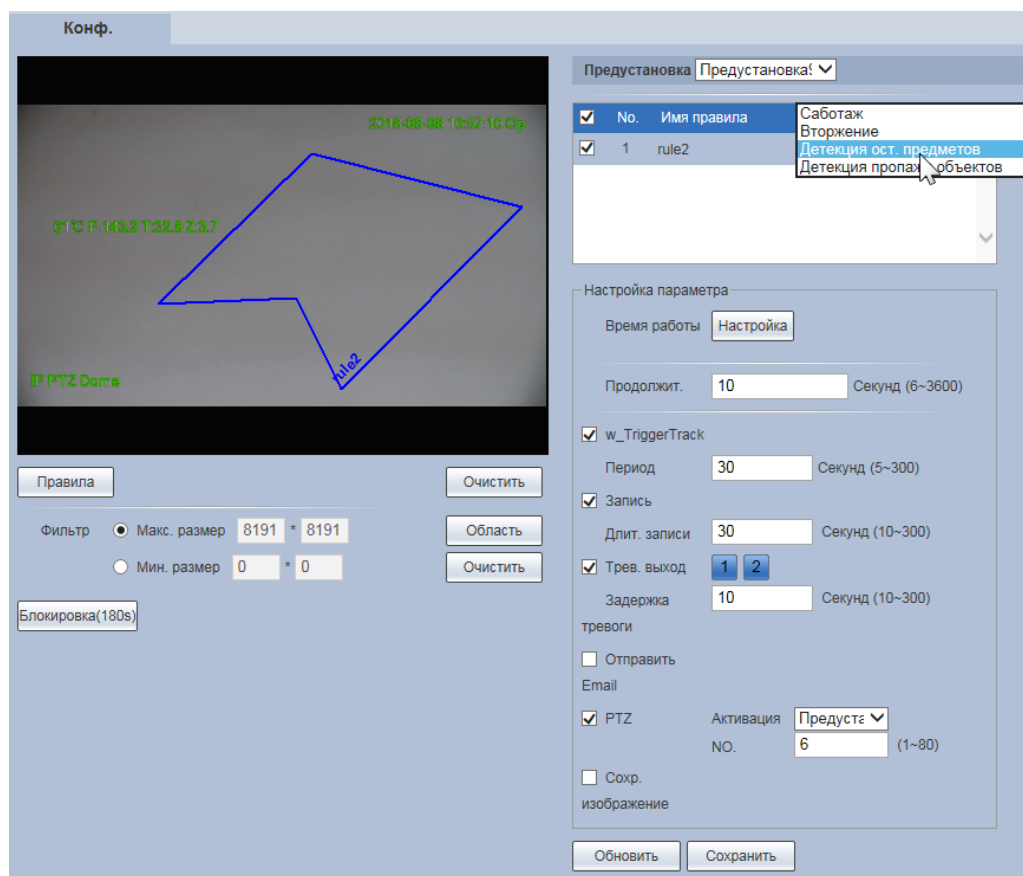 Конф.
Предустановка Предустановка
No. Имя правила
1 rule2
Саботаж
Вторжение
Детекция ост. предметов
Детекция объектов
rule2
IP PTZ Dome
Настройка параметра
Время работы Настройка
Продолжит. 10 Секунд (6~3600)
w_TriggerTrack
Период 30 Секунд (5~300)
Запись
Длит. записи 30 Секунд (10~300)
Трев. выход 1 2
Задержка 10 Секунд (10~300)
тревоги
Отправить
Email
PTZ Активация Предуста
NO. 6 (1~80)
Сохр.
изображение
Обновить Сохранить
Правила Очистить
Фильтр Макс. размер 8191 * 8191 Область
Мин. размер 0 * 0 Очистить
Блокировка(180s)